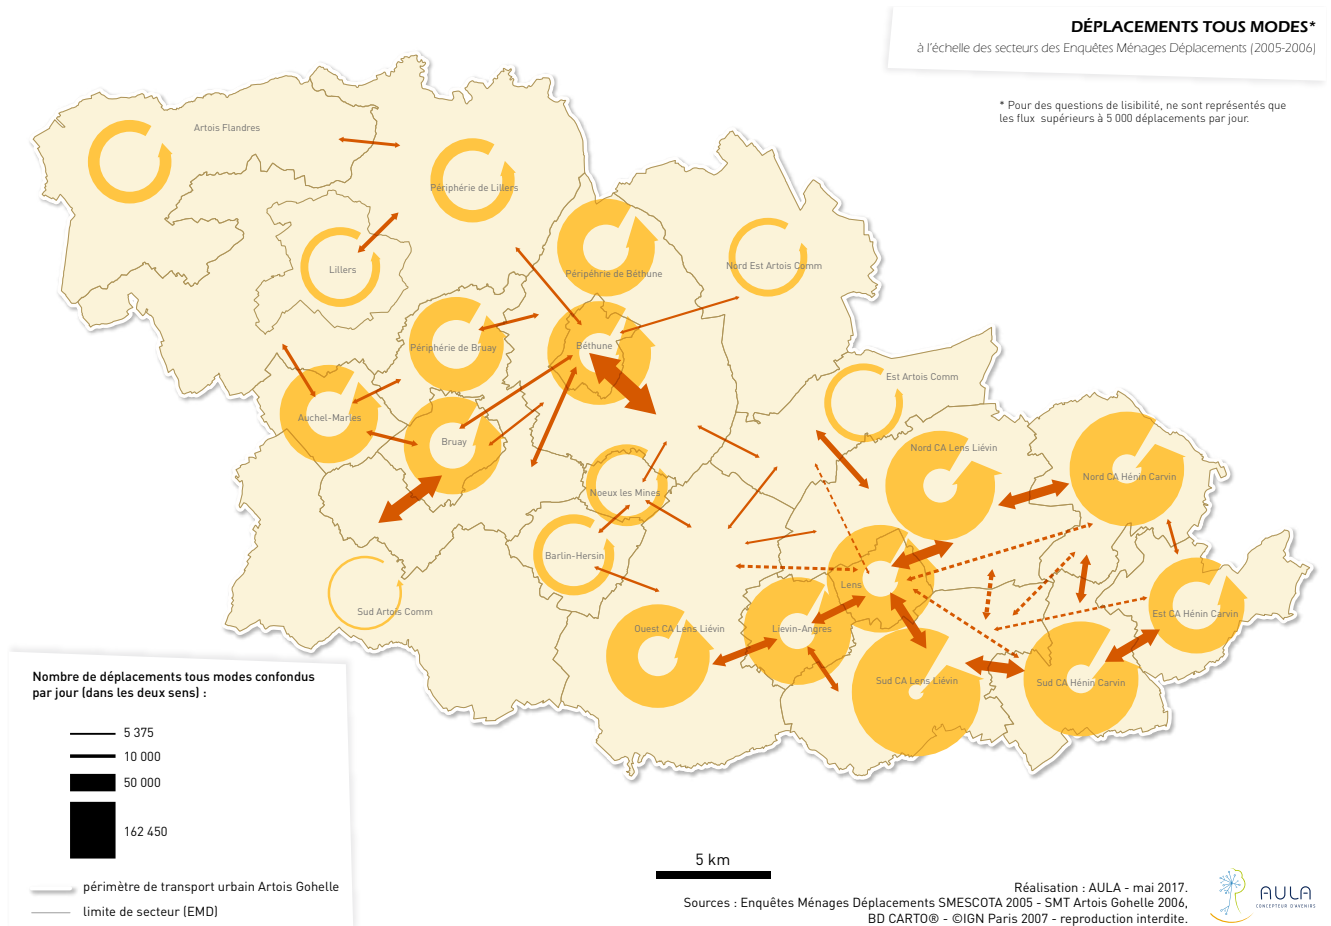 DÉPLACEMENTS TOUS MODES*
à l'échelle des secteurs des Enquêtes Ménages Déplacements (2005-2006)
* Pour des questions de lisibilité, ne sont représentés que
les flux supérieurs à 5 000 déplacements par jour.
Artois Flandres
Périphérie de Lillers
Lillers
Péripéhrie de Béthune
Nord Est Artois Comm
Périphérie de Bruay
Béthune
Est Artois Comm
Auchel-Marles
Bruay
Nord CA Lens Liévin
Nord CA Hénin Carvin
Noeux les Mines
Barlin-Hersin
Lens
Sud Artois Comm
Est CA Hénin Carvin
Ouest CA Lens Liévin
Lievin-Angres
Sud CA Lens Liévin
Sud CA Hénin Carvin
Nombre de déplacements tous modes confondus
par jour (dans les deux sens) :
5 375
10 000
50 000
162 450
périmètre de transport urbain Artois Gohelle
limite de secteur (EMD)
5 km
Réalisation : AULA - mai 2017.
Sources : Enquêtes Ménages Déplacements SMESCOTA 2005 - SMT Artois Gohelle 2006,
BD CARTO® - ©IGN Paris 2007 - reproduction interdite.
AULA
CONCEPTEUR D'AVENIRS